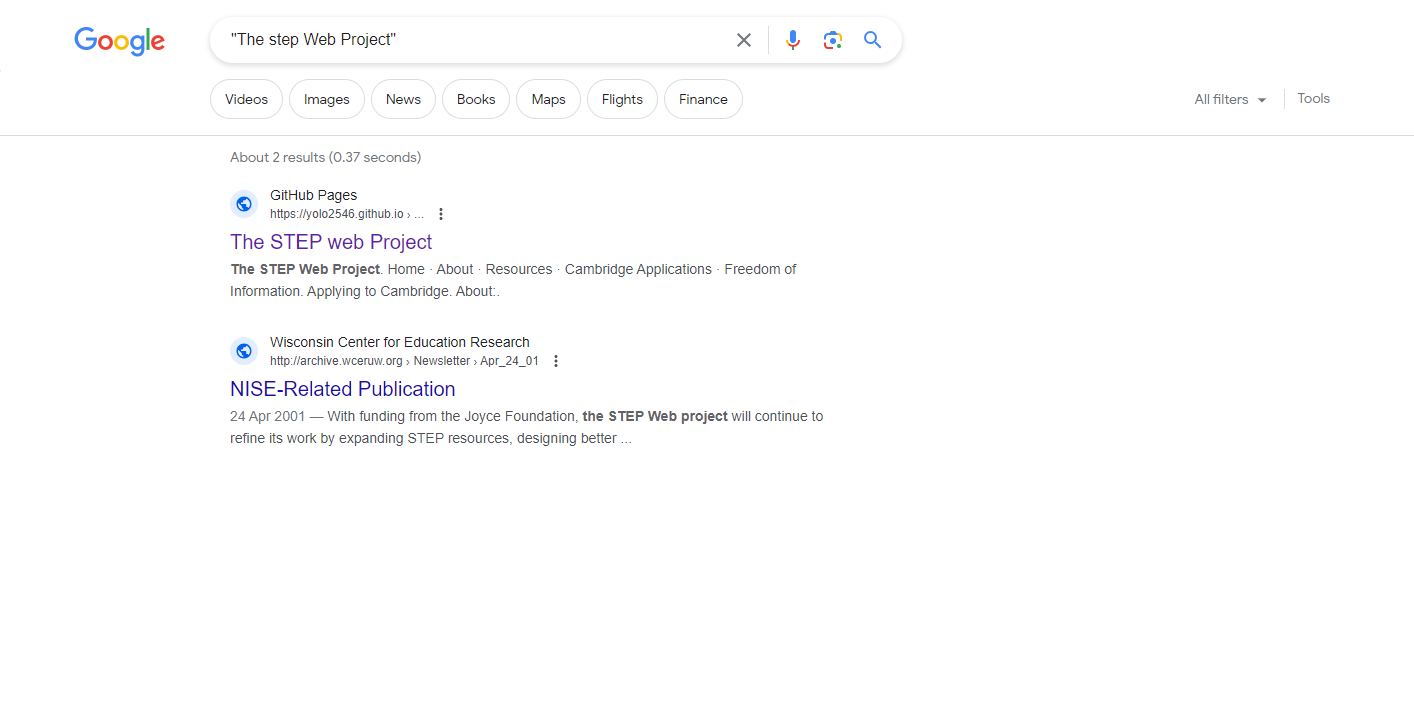 Google "The step Web Project"
Videos Images News Books Maps Flights Finance All filters Tools
About 2 results (0.37 seconds)
GitHub Pages
https://yolo2546.github.io › ...
The STEP web Project
The STEP Web Project. Home · About · Resources · Cambridge Applications · Freedom of
Information. Applying to Cambridge. About:.
Wisconsin Center for Education Research
http://archive.wceruw.org › Newsletter › Apr_24_01
NISE-Related Publication
24 Apr 2001 — With funding from the Joyce Foundation, the STEP Web project will continue to
refine its work by expanding STEP resources, designing better ...